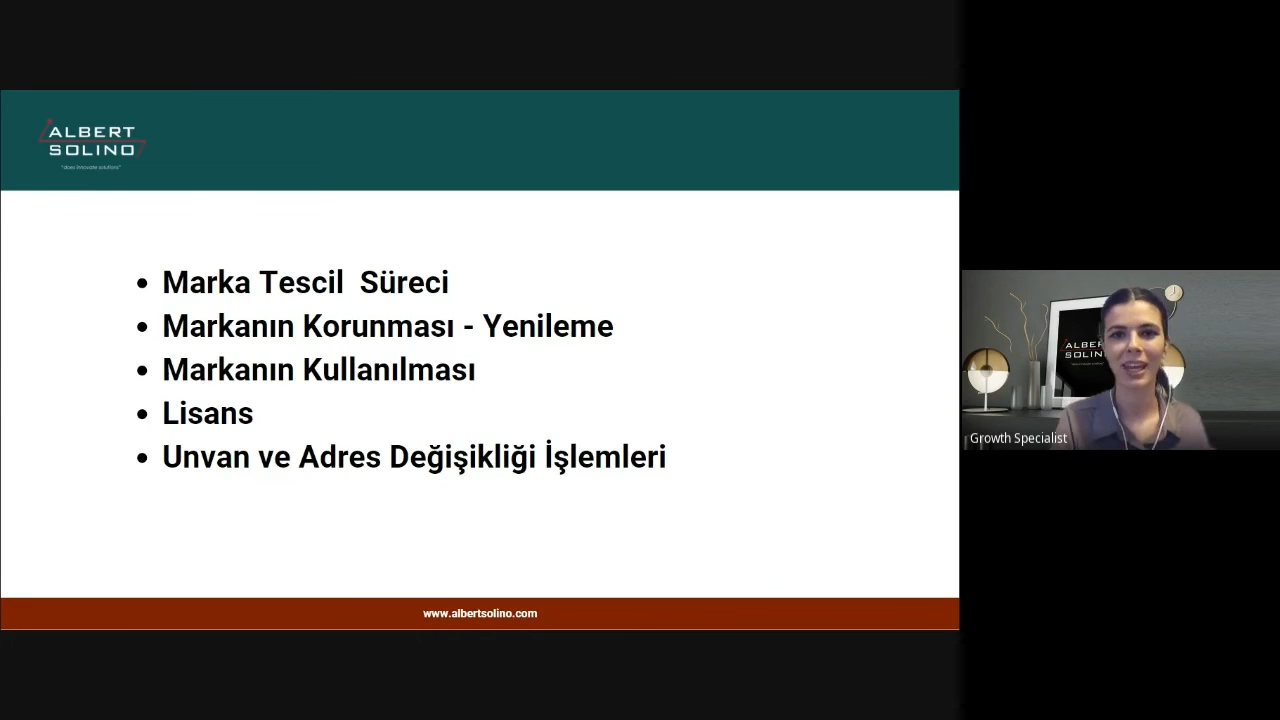 ALBERT
SOLINO
Marka Tescil Süreci
Markanın Korunması - Yenileme
Markanın Kullanılması
Lisans
Unvan ve Adres Değişikliği İşlemleri
www.albertsolino.com
ALBER
SOLINO
Growth Specialist